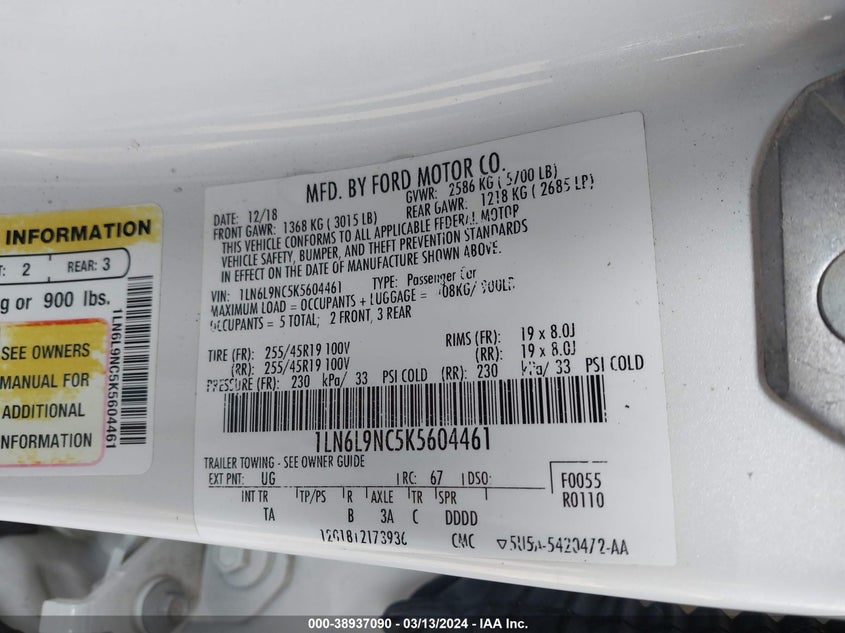 INFORMATION
2 REAR: 3
or 900 lbs.
SEE OWNERS
MANUAL FOR
ADDITIONAL
INFORMATION
1LN6L9NC5K5604461
MFD. BY FORD MOTOR CO.
DATE: 12/18 GVWR: 2586 KG ( 5700 LB)
FRONT GAWR: 1368 KG ( 3015 LB) REAR GAWR: 1218 KG ( 2685 LB)
THIS VEHICLE CONFORMS TO ALL APPLICABLE FEDERAL MOTOR
VEHICLE SAFETY, BUMPER, AND THEFT PREVENTION STANDARDS
IN EFFECT ON THE DATE OF MANUFACTURE SHOWN ABOVE.
VIN: 1LN6L9NC5K5604461 TYPE: Passenger Car
MAXIMUM LOAD = OCCUPANTS + LUGGAGE = 408KG/ 900LB
OCCUPANTS = 5 TOTAL; 2 FRONT, 3 REAR
TIRE (FR): 255/45R19 100V RIMS (FR): 19 x 8.0J
(RR): 255/45R19 100V (RR): 19 x 8.0J
PRESSURE (FR): 230 kPa/ 33 PSI COLD (RR): 230 kPa/ 33 PSI COLD
1LN6L9NC5K5604461
TRAILER TOWING - SEE OWNER GUIDE
EXT PNT: UG RC: 67 DSO: F0055
INT TR TP/PS R AXLE TR SPR R0110
TA B 3A C DDDD
CMC
000-38937090 - 03/13/2024 - IAA Inc.